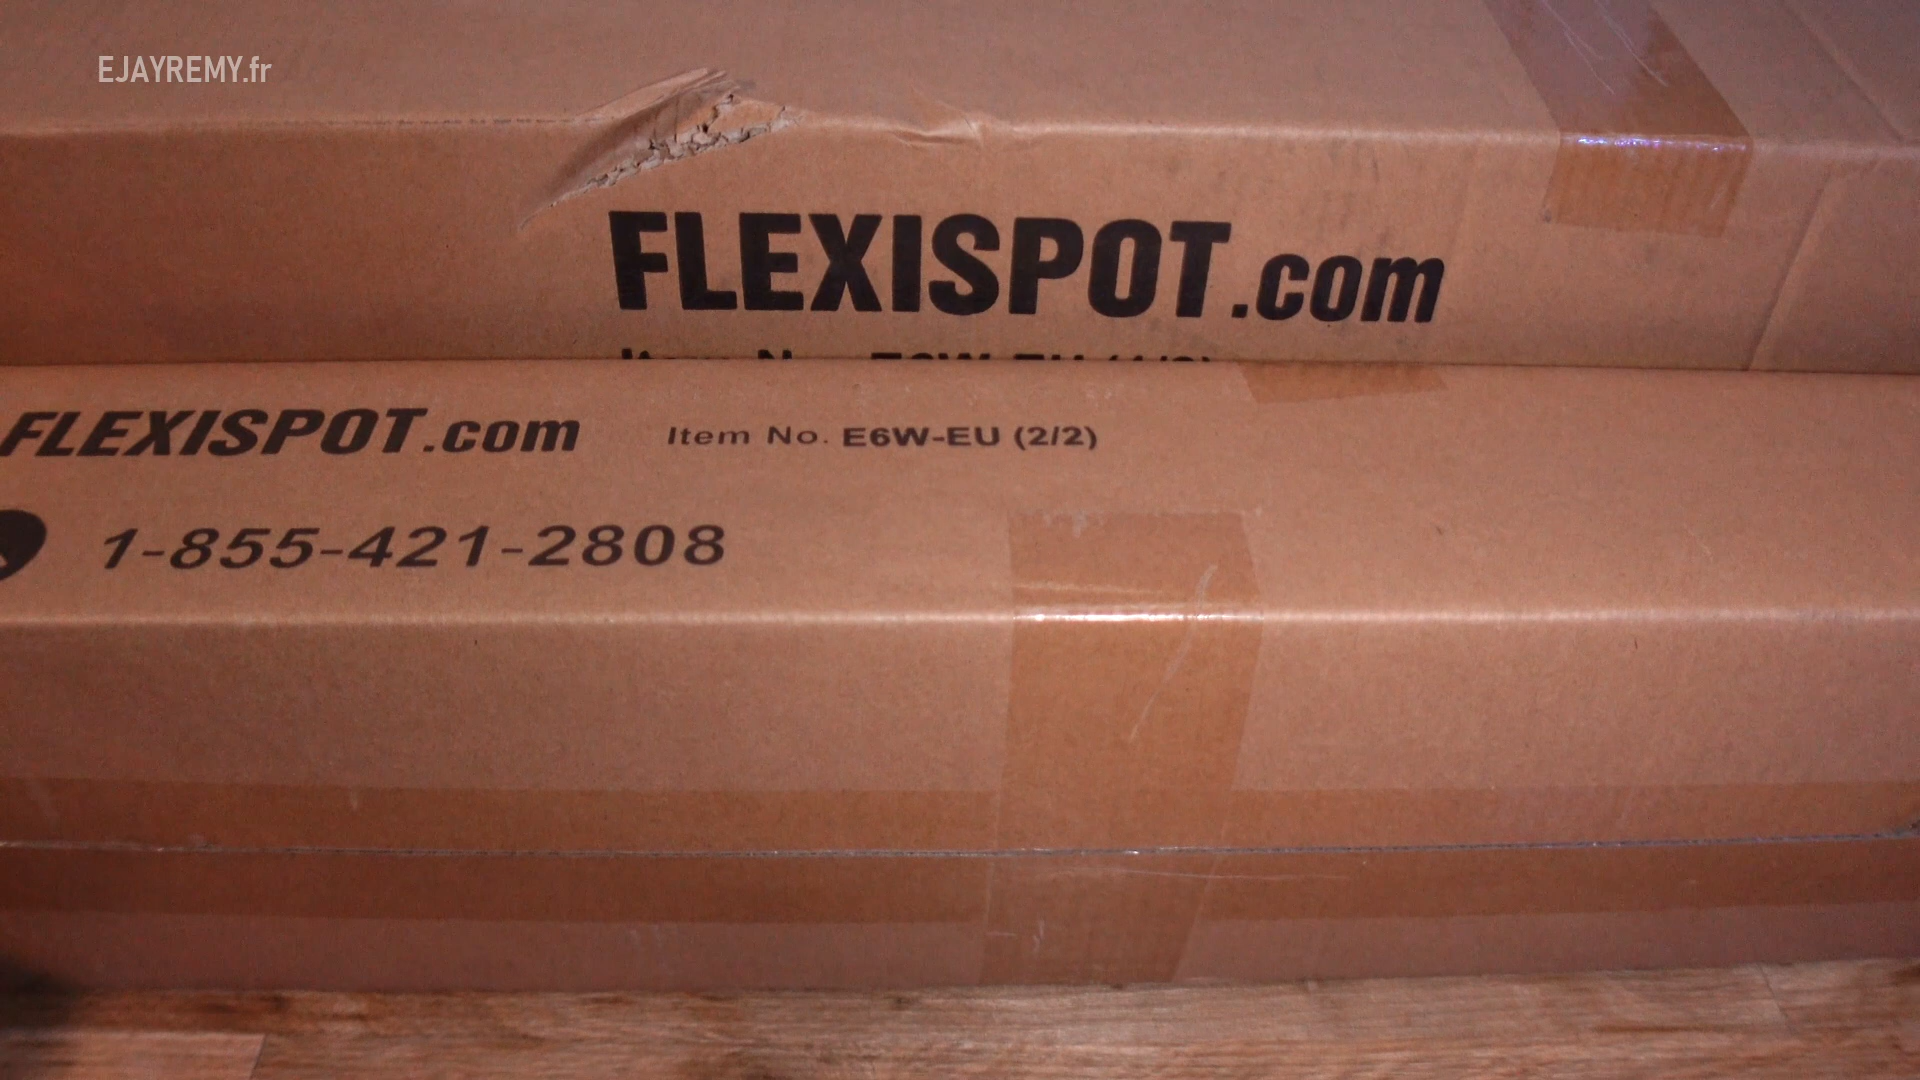 EJAYREMY.fr
FLEXISPOT.com
FLEXISPOT.com
Item No. E6W-EU (2/2)
1-855-421-2808